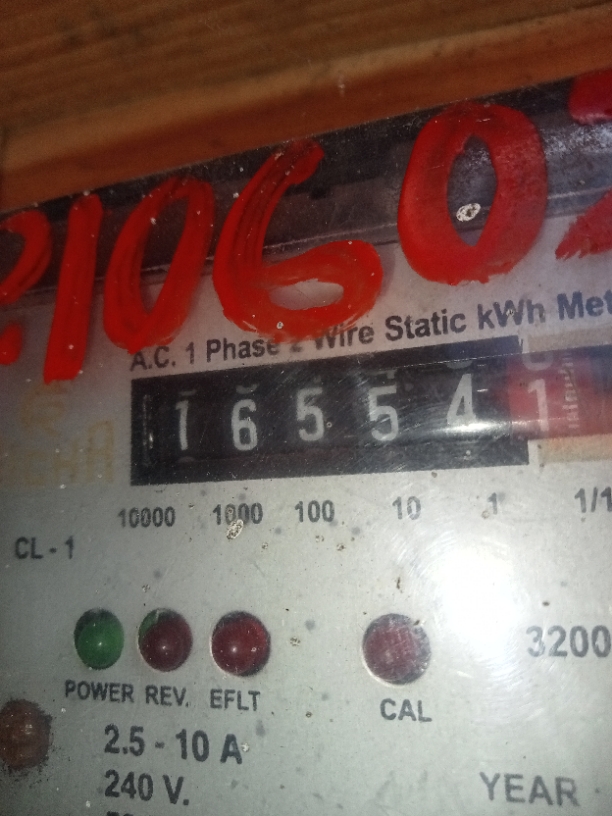 10602
A.C. 1 Phase 2 Wire Static kWh Met
1 6 5 5 4 1
10000 1000 100 10 1 1/1
CL - 1
3200
POWER REV. EFLT CAL
2.5 - 10 A
240 V.
YEAR